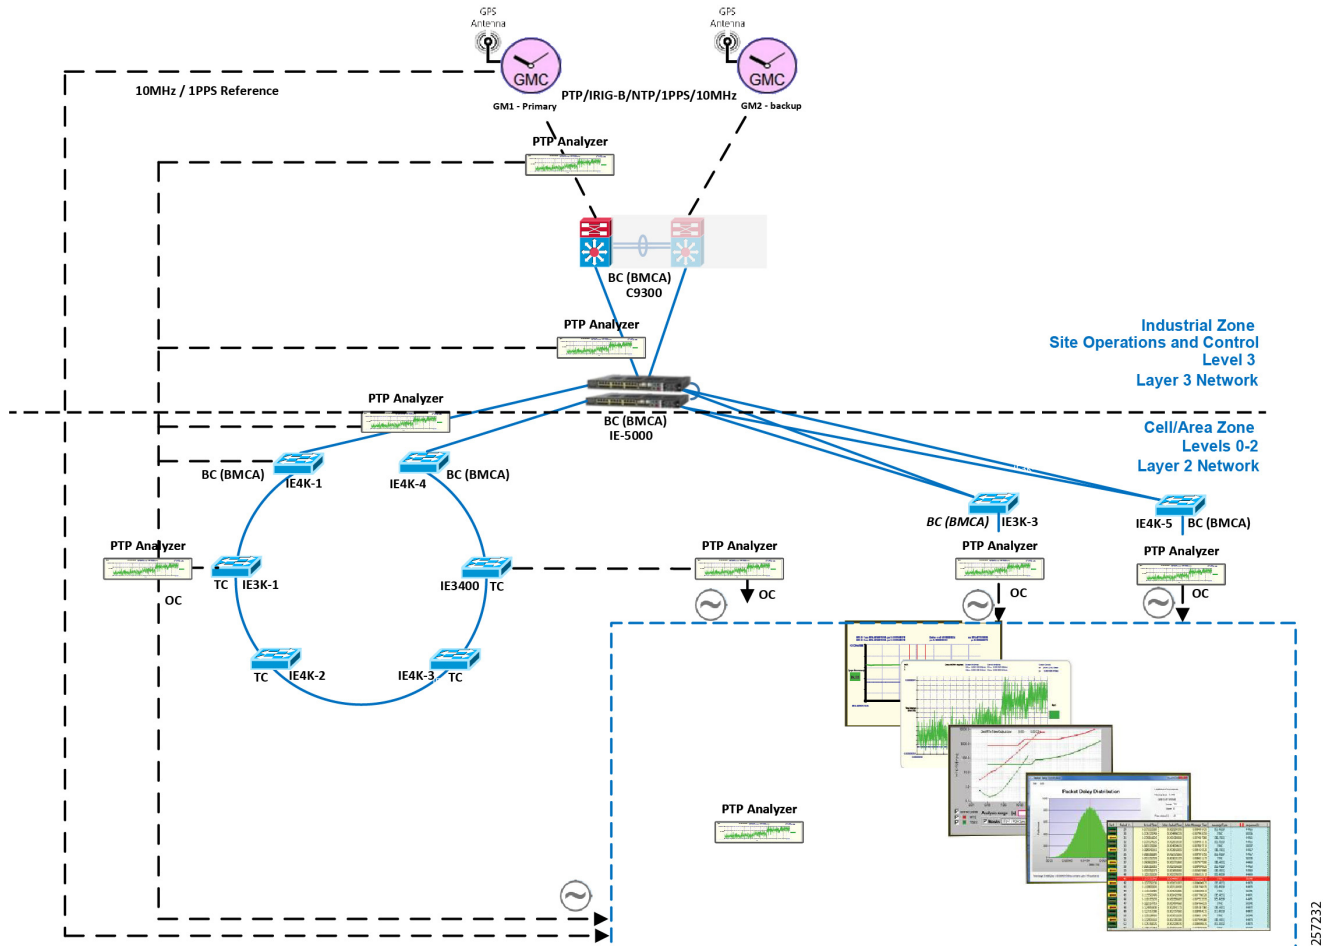 GPS
Antenna
GPS
Antenna
GMC
GMC
10MHz / 1PPS Reference
PTP/IRIG-B/NTP/1PPS/10MHz
GM1 - Primary
GM2 - backup
PTP Analyzer
BC (BMCA)
C9300
PTP Analyzer
Industrial Zone
Site Operations and Control
Level 3
Layer 3 Network
PTP Analyzer
BC (BMCA)
IE-5000
Cell/Area Zone
Levels 0-2
Layer 2 Network
BC (BMCA)
IE4K-1
IE4K-4
BC (BMCA)
BC (BMCA)
IE3K-3
IE4K-5
BC (BMCA)
PTP Analyzer
PTP Analyzer
PTP Analyzer
PTP Analyzer
TC
IE3K-1
IE3400
TC
OC
OC
OC
OC
TC
IE4K-2
IE4K-3
TC
Packet Delay Distribution
PTP Analyzer
257232